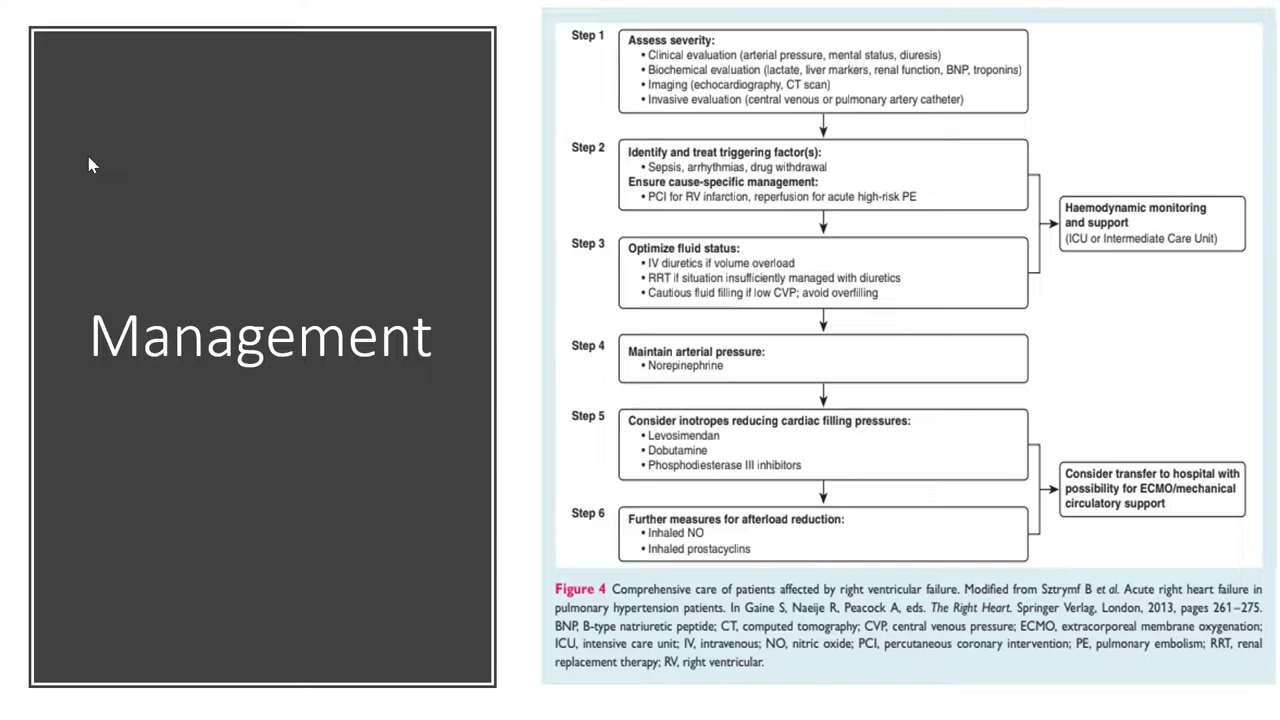 Management
Step 1
Assess severity:
• Clinical evaluation (arterial pressure, mental status, diuresis)
• Biochemical evaluation (lactate, liver markers, renal function, BNP, troponins)
• Imaging (echocardiography, CT scan)
• Invasive evaluation (central venous or pulmonary artery catheter)
Step 2
Identify and treat triggering factor(s):
• Sepsis, arrhythmias, drug withdrawal
Ensure cause-specific management:
• PCI for RV infarction, reperfusion for acute high-risk PE
Haemodynamic monitoring
and support
(ICU or Intermediate Care Unit)
Step 3
Optimize fluid status:
• IV diuretics if volume overload
• RRT if situation insufficiently managed with diuretics
• Cautious fluid filling if low CVP; avoid overfilling
Step 4
Maintain arterial pressure:
• Norepinephrine
Step 5
Consider inotropes reducing cardiac filling pressures:
• Levosimendan
• Dobutamine
• Phosphodiesterase III inhibitors
Consider transfer to hospital with
possibility for ECMO/mechanical
circulatory support
Step 6
Further measures for afterload reduction:
• Inhaled NO
• Inhaled prostacyclins
Figure 4 Comprehensive care of patients affected by right ventricular failure. Modified from Sztrymf B et al. Acute right heart failure in
pulmonary hypertension patients. In Gaine S, Naeije R, Peacock A, eds. The Right Heart. Springer Verlag, London, 2013, pages 261–275.
BNP, B-type natriuretic peptide; CT, computed tomography; CVP, central venous pressure; ECMO, extracorporeal membrane oxygenation;
ICU, intensive care unit; IV, intravenous; NO, nitric oxide; PCI, percutaneous coronary intervention; PE, pulmonary embolism; RRT, renal
replacement therapy; RV, right ventricular.